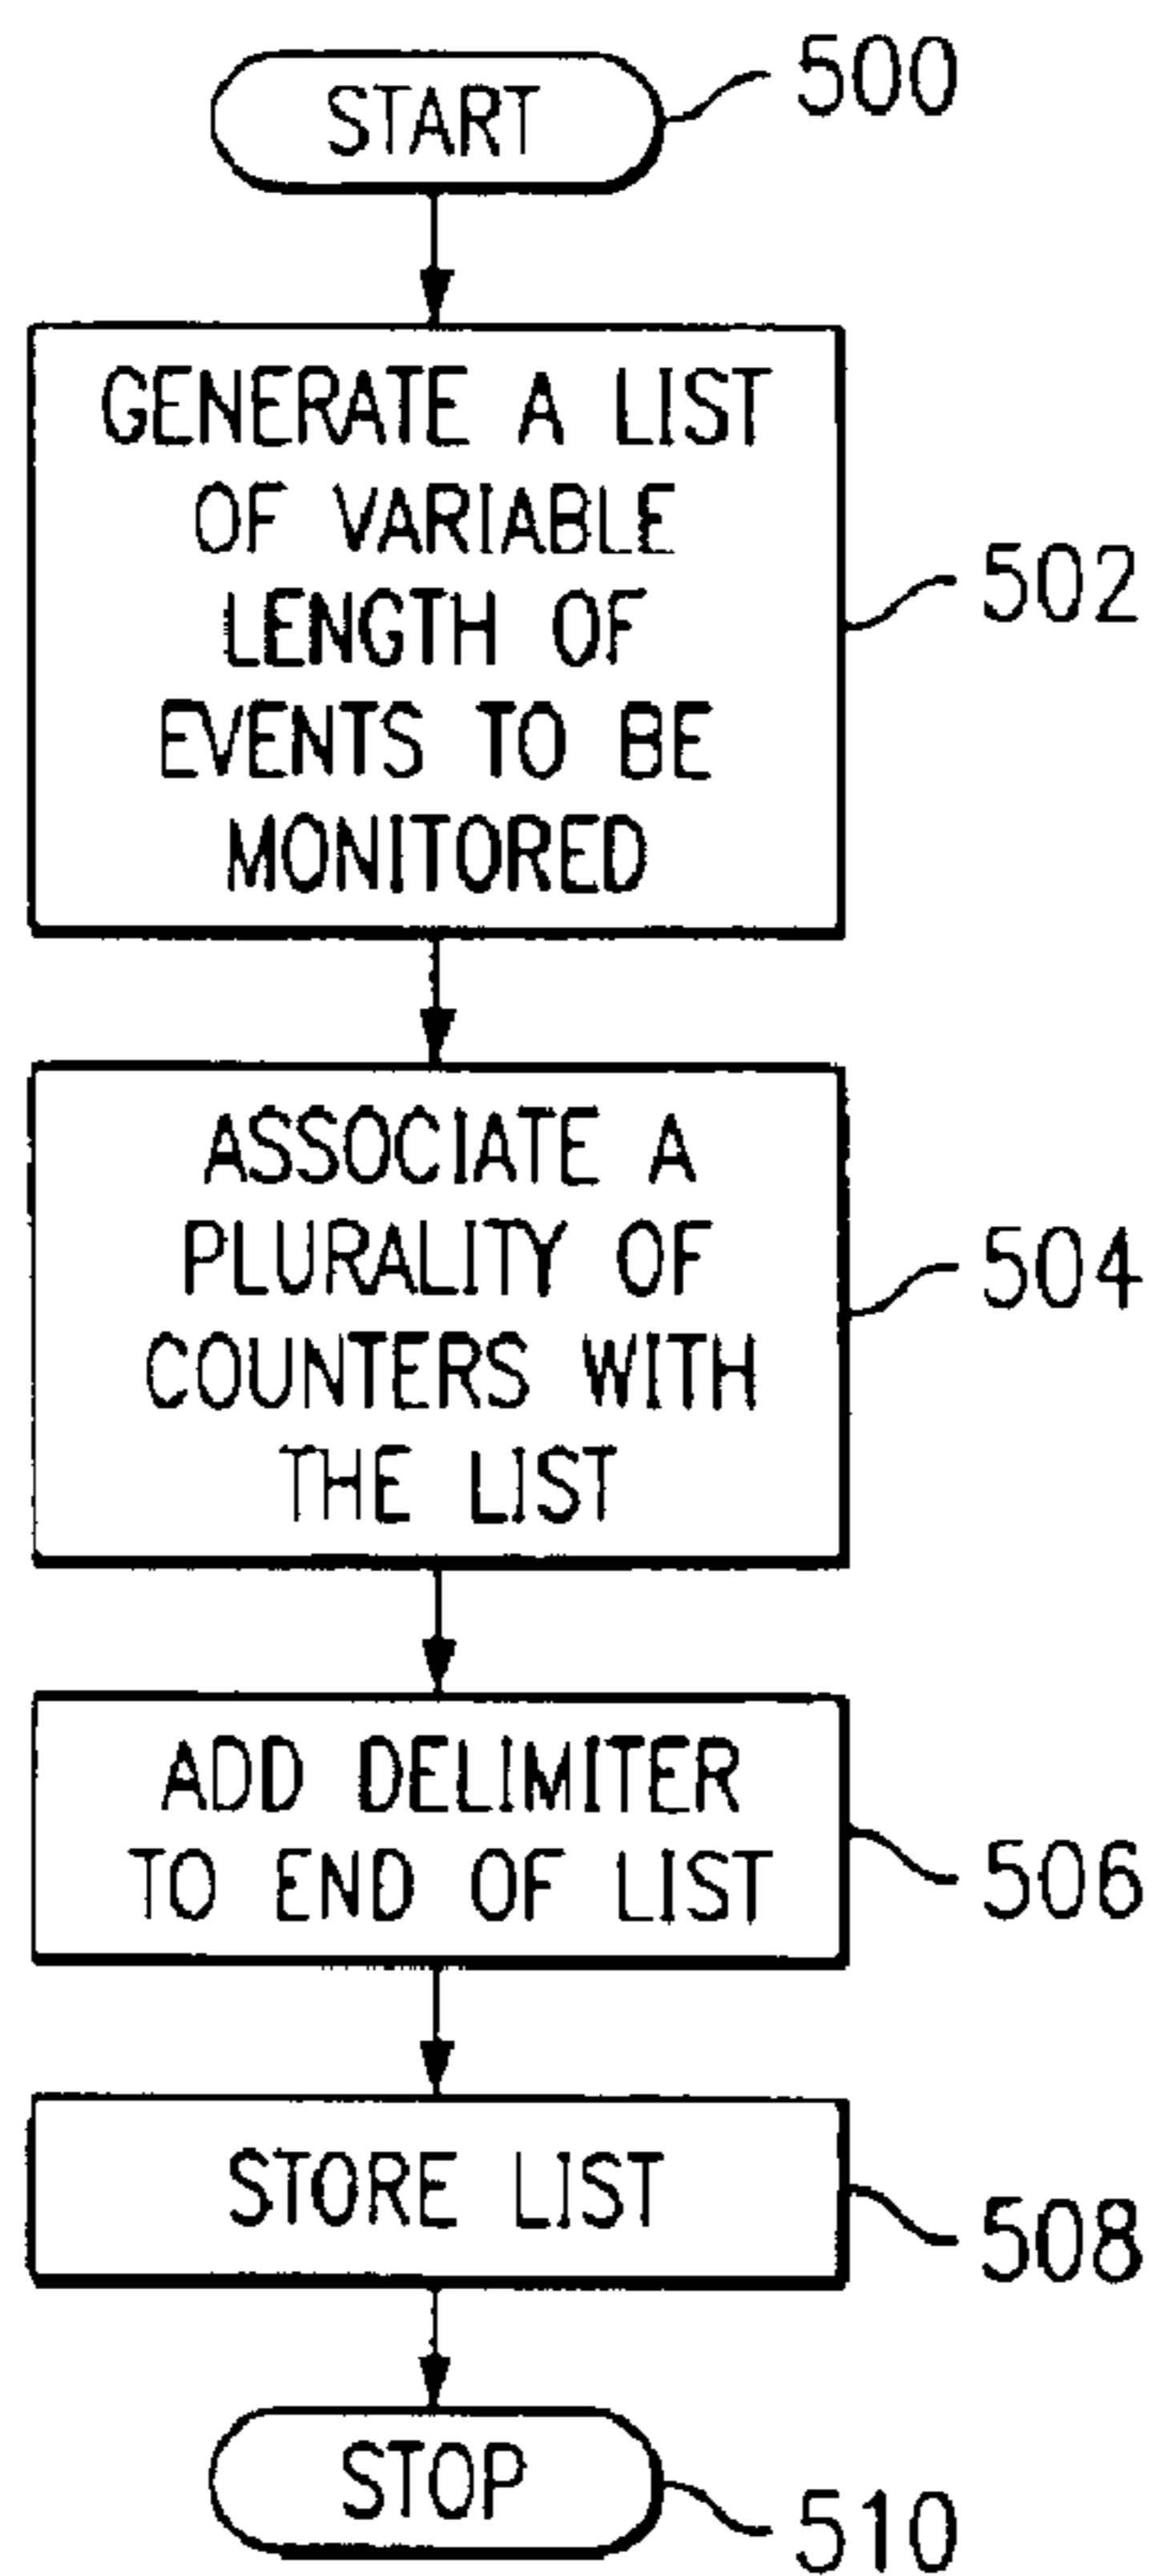 START
500
GENERATE A LIST
OF VARIABLE
LENGTH OF
EVENTS TO BE
MONITORED
502
ASSOCIATE A
PLURALITY OF
COUNTERS WITH
THE LIST
504
ADD DELIMITER
TO END OF LIST
506
STORE LIST
508
STOP
510